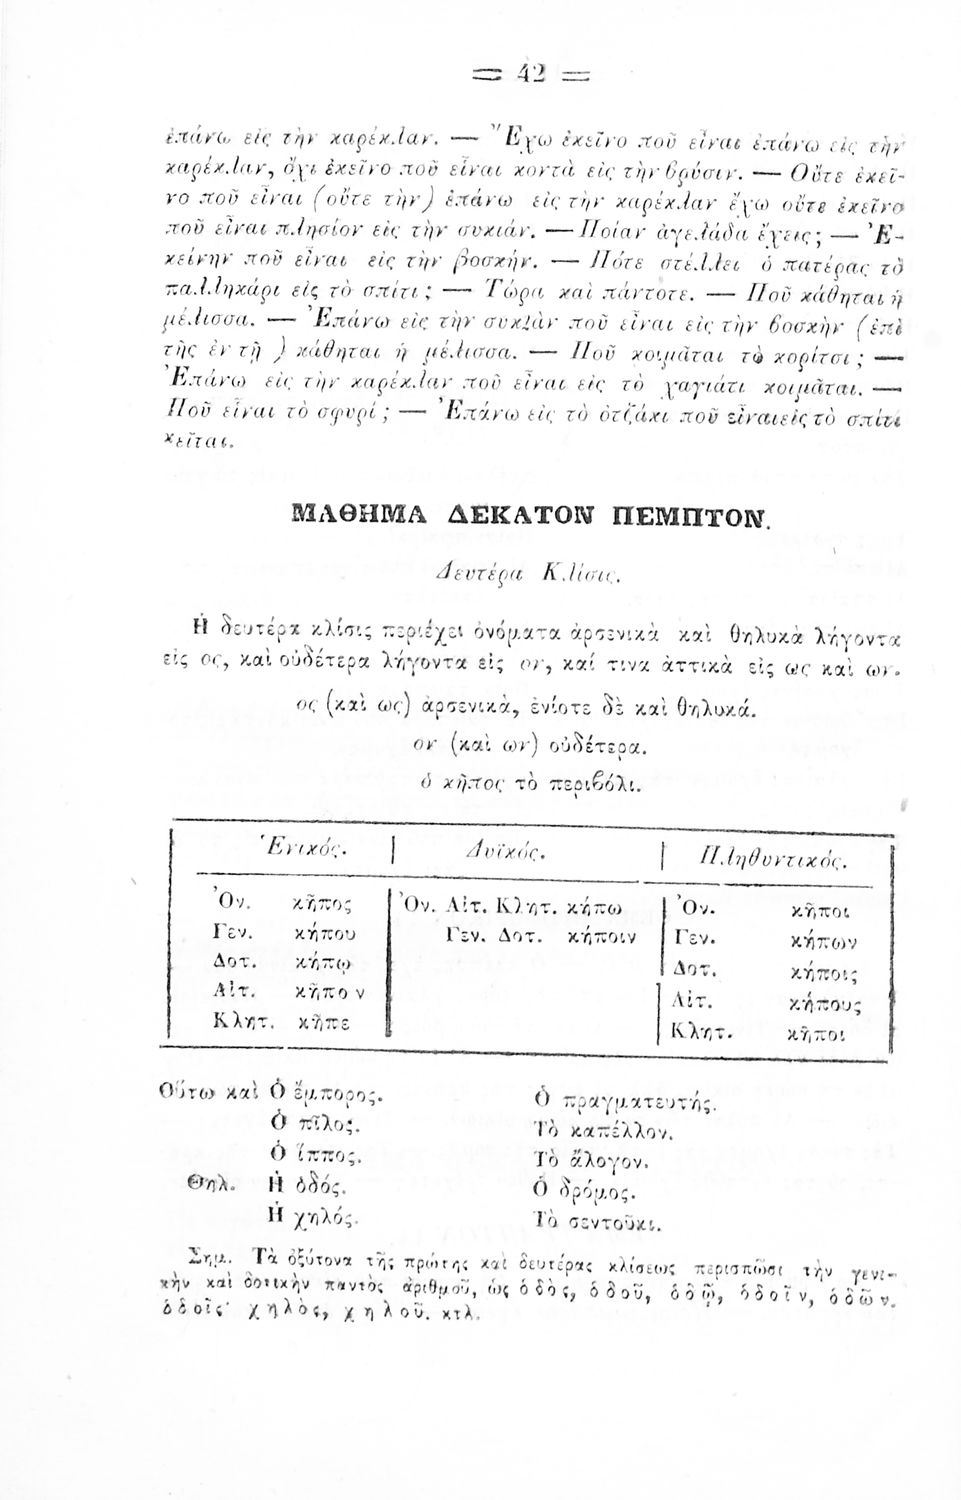 = 42 =
ἐπάνω εἰς τὴν καρέκλαν. — Ἔχω ἐκεῖνο ποῦ εἶναι ἐπάνω εἰς τὴν
καρέκλαν, ὄχι ἐκεῖνο ποῦ εἶναι κοντὰ εἰς τὴν βρύσιν. — Οὔτε ἐκεῖ-
νο ποῦ εἶναι (οὔτε τὴν) ἐπάνω εἰς τὴν καρέκλαν ἔχω οὔτε ἐκεῖνο
ποῦ εἶναι πλησίον εἰς τὴν συκιάν. — Ποίαν ἀγελάδα ἔχεις; — Ἐ-
κείνην ποῦ εἶναι εἰς τὴν βοσκήν. — Πότε στέλλει ὁ πατέρας τὸ
παλληκάρι εἰς τὸ σπίτι; — Τώρα καὶ πάντοτε. — Ποῦ κάθηται ἡ
μέλισσα. — Ἐπάνω εἰς τὴν συκιὰν ποῦ εἶναι εἰς τὴν βοσκὴν (ἐπὶ
τῆς ἐν τῇ ) κάθηται ἡ μέλισσα. — Ποῦ κοιμᾶται τὸ κορίτσι; —
Ἐπάνω εἰς τὴν καρέκλαν ποῦ εἶναι εἰς τὸ χαγιάτι κοιμᾶται. —
Ποῦ εἶναι τὸ σφυρί; — Ἐπάνω εἰς τὸ ὀτζάκι ποῦ εἶναι εἰς τὸ σπίτι
κεῖται.
ΜΑΘΗΜΑ ΔΕΚΑΤΟΝ ΠΕΜΠΤΟΝ.
Δευτέρα Κλίσις.
Ἡ δευτέρα κλίσις περιέχει ὀνόματα ἀρσενικὰ καὶ θηλυκὰ λήγοντα
εἰς ος, καὶ οὐδέτερα λήγοντα εἰς ον, καί τινα ἀττικὰ εἰς ως καὶ ων.
ος (καὶ ως) ἀρσενικὰ, ἐνίοτε δὲ καὶ θηλυκά.
ον (καὶ ων) οὐδέτερα.
ὁ κῆπος τὸ περιβόλι.
Ἑνικός. | Δυϊκός. | Πληθυντικός.
Ὀν. κῆπος Ὀν. Αἰτ. Κλητ. κήπω Ὀν. κῆποι
Γεν. κήπου Γεν. Δοτ. κήποιν Γεν. κήπων
Δοτ. κήπῳ Δοτ. κήποις
Αἰτ. κῆπον Αἰτ. κήπους
Κλητ. κῆπε Κλητ. κῆποι
Οὕτω καὶ Ὁ ἔμπορος. Ὁ πραγματευτής.
Ὁ πῖλος. Τὸ καπέλλον.
Ὁ ἵππος. Τὸ ἄλογον.
Θηλ. Ἡ ὁδός. Ὁ δρόμος.
Ἡ χηλός. Τὸ σεντοῦκι.
Σημ. Τὰ ὀξύτονα τῆς πρώτης καὶ δευτέρας κλίσεως περισπῶσι τὴν γενι-
κὴν καὶ δοτικὴν παντὸς ἀριθμοῦ, ὡς ὁδὸς, ὁδοῦ, ὁδῷ, ὁδοῖν, ὁδῶν.
ὁδοῖς· χηλὸς, χηλοῦ. κτλ.